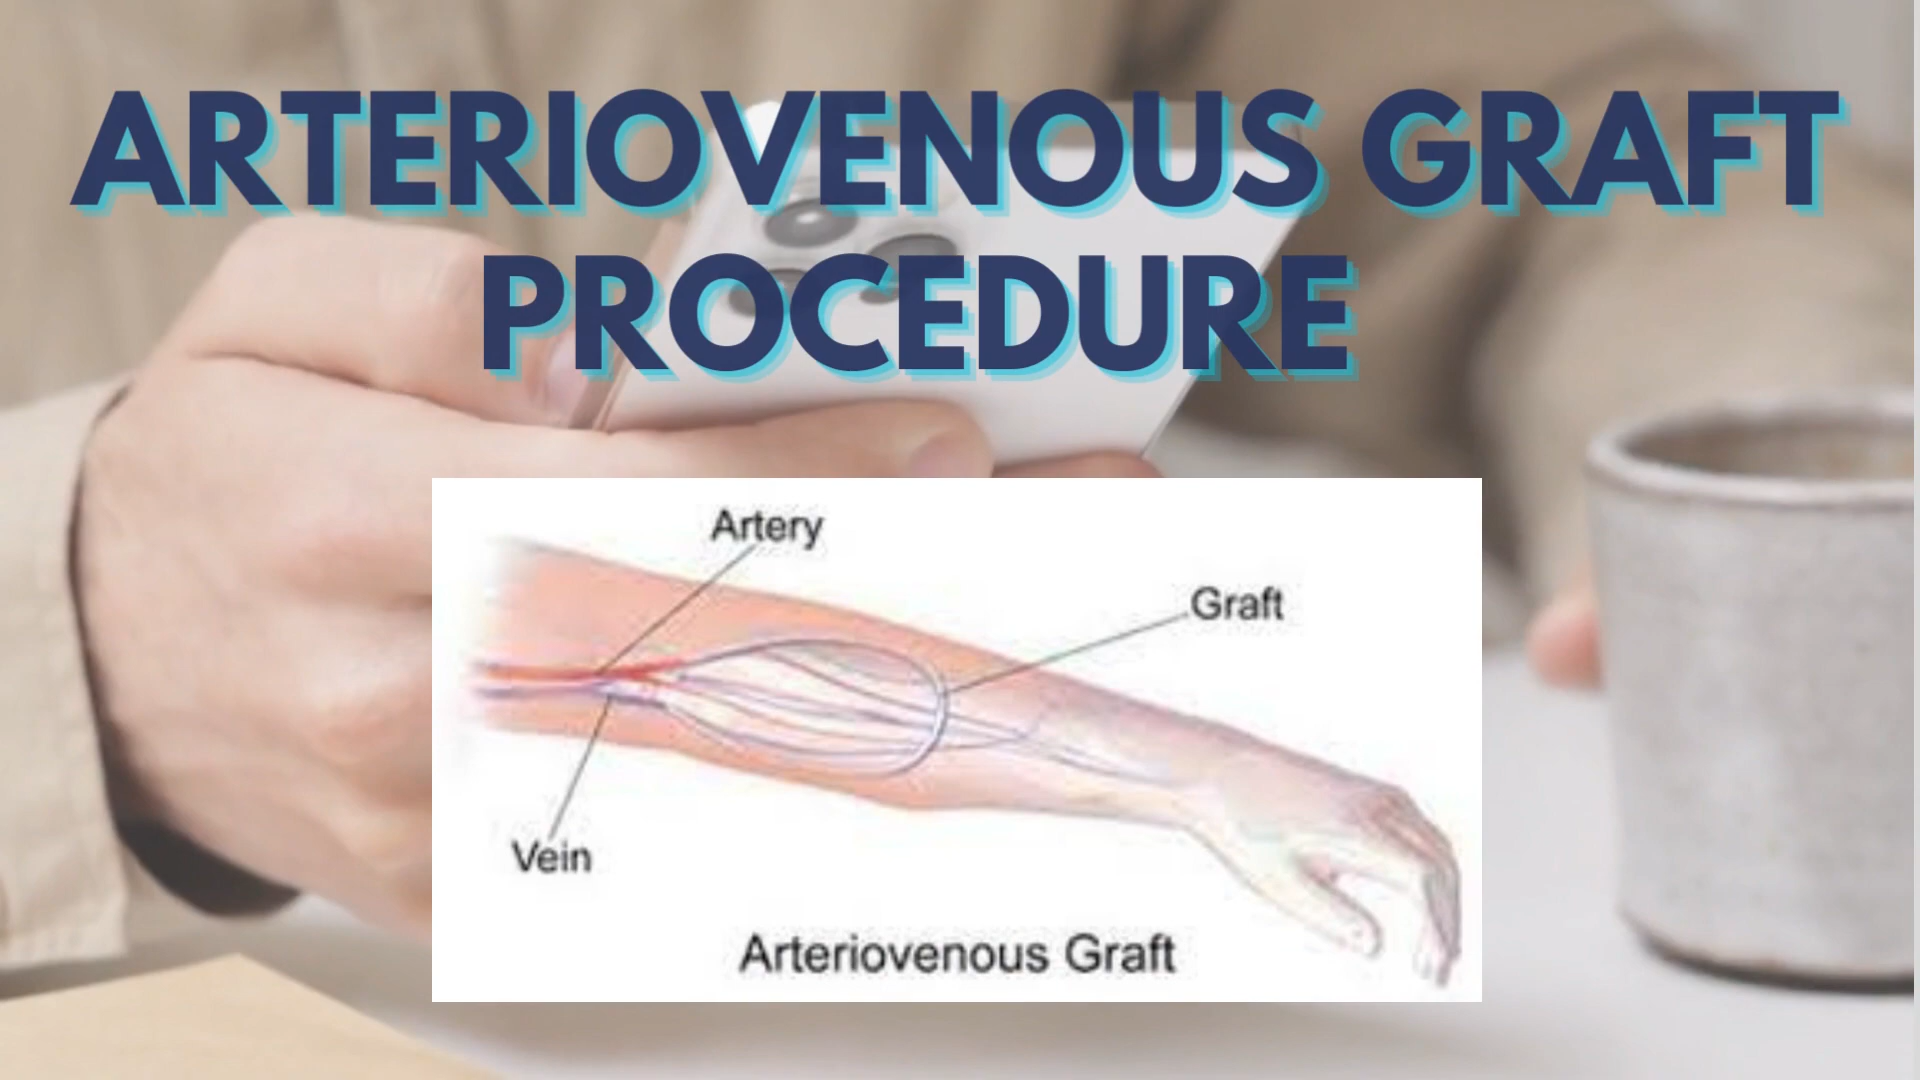 ARTERIOVENOUS GRAFT
PROCEDURE
Artery
Graft
Vein
Arteriovenous Graft